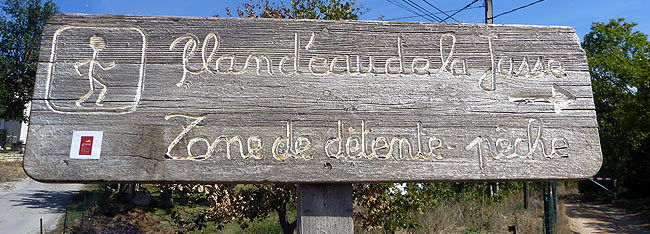 Plan d'eau de la Josse
Zone de détente - pêche